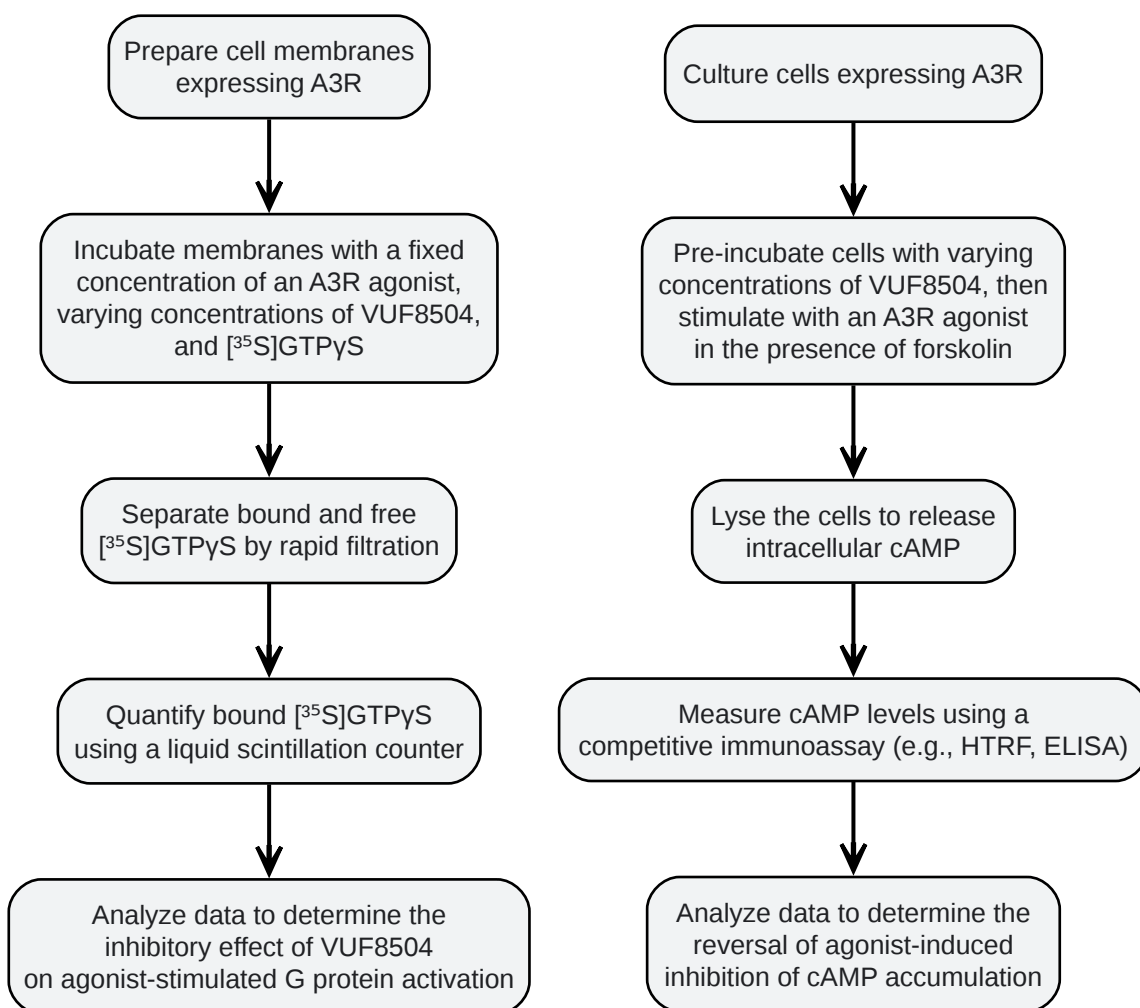 Prepare cell membranes
expressing A3R
Incubate membranes with a fixed
concentration of an A3R agonist,
varying concentrations of VUF8504,
and [³⁵S]GTPγS
Separate bound and free
[³⁵S]GTPγS by rapid filtration
Quantify bound [³⁵S]GTPγS
using a liquid scintillation counter
Analyze data to determine the
inhibitory effect of VUF8504
on agonist-stimulated G protein activation
Culture cells expressing A3R
Pre-incubate cells with varying
concentrations of VUF8504, then
stimulate with an A3R agonist
in the presence of forskolin
Lyse the cells to release
intracellular cAMP
Measure cAMP levels using a
competitive immunoassay (e.g., HTRF, ELISA)
Analyze data to determine the
reversal of agonist-induced
inhibition of cAMP accumulation